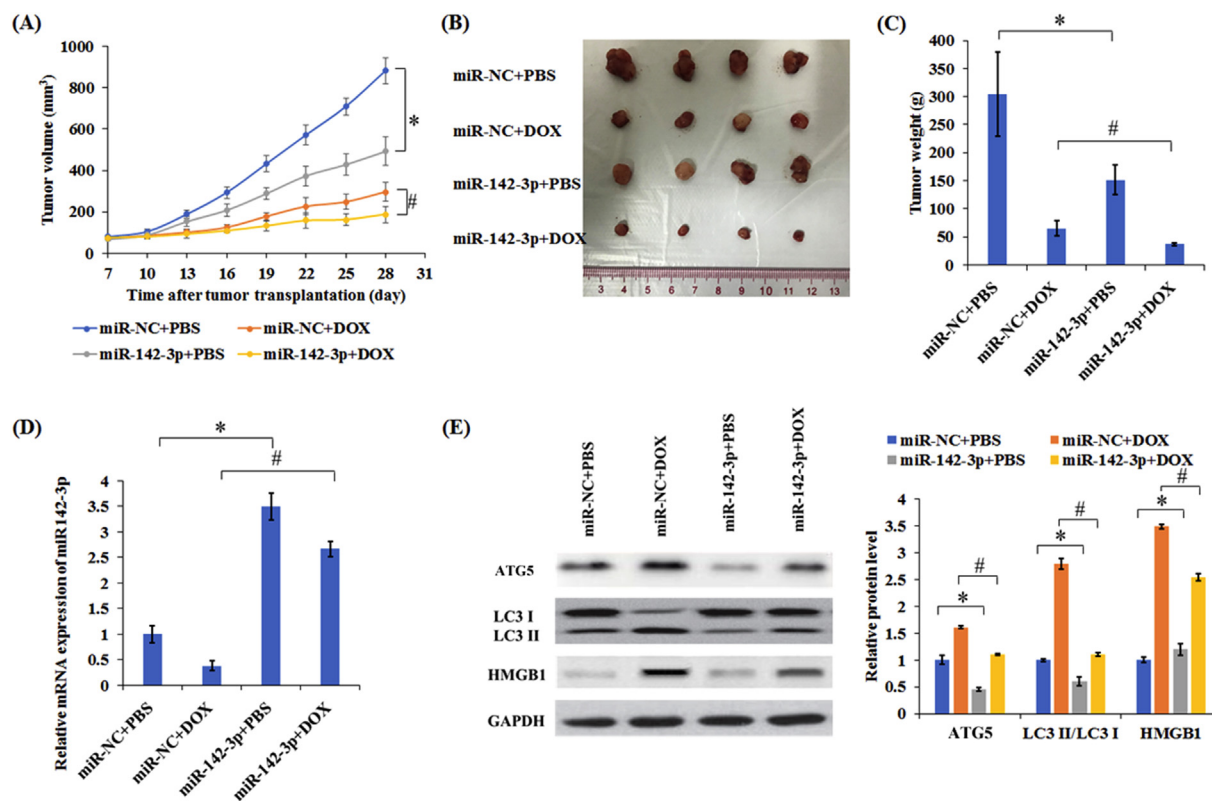 (A)
Tumor volume (mm3)
1000
800
600
400
200
0
7 10 13 16 19 22 25 28 31
Time after tumor transplantation (day)
*
#
miR-NC+PBS miR-NC+DOX
miR-142-3p+PBS miR-142-3p+DOX
(B)
miR-NC+PBS
miR-NC+DOX
miR-142-3p+PBS
miR-142-3p+DOX
3 4 5 6 7 8 9 10 11 12 13
(C)
Tumor weight (g)
400
350
300
250
200
150
100
50
0
*
#
miR-NC+PBS
miR-NC+DOX
miR-142-3p+PBS
miR-142-3p+DOX
(D)
Relative mRNA expression of miR142-3p
4
3.5
3
2.5
2
1.5
1
0.5
0
*
#
miR-NC+PBS
miR-NC+DOX
miR-142-3p+PBS
miR-142-3p+DOX
(E)
miR-NC+PBS
miR-NC+DOX
miR-142-3p+PBS
miR-142-3p+DOX
ATG5
LC3 I
LC3 II
HMGB1
GAPDH
miR-NC+PBS miR-NC+DOX
miR-142-3p+PBS miR-142-3p+DOX
Relative protein level
4
3.5
3
2.5
2
1.5
1
0.5
0
* #
* #
* #
ATG5 LC3 II/LC3 I HMGB1